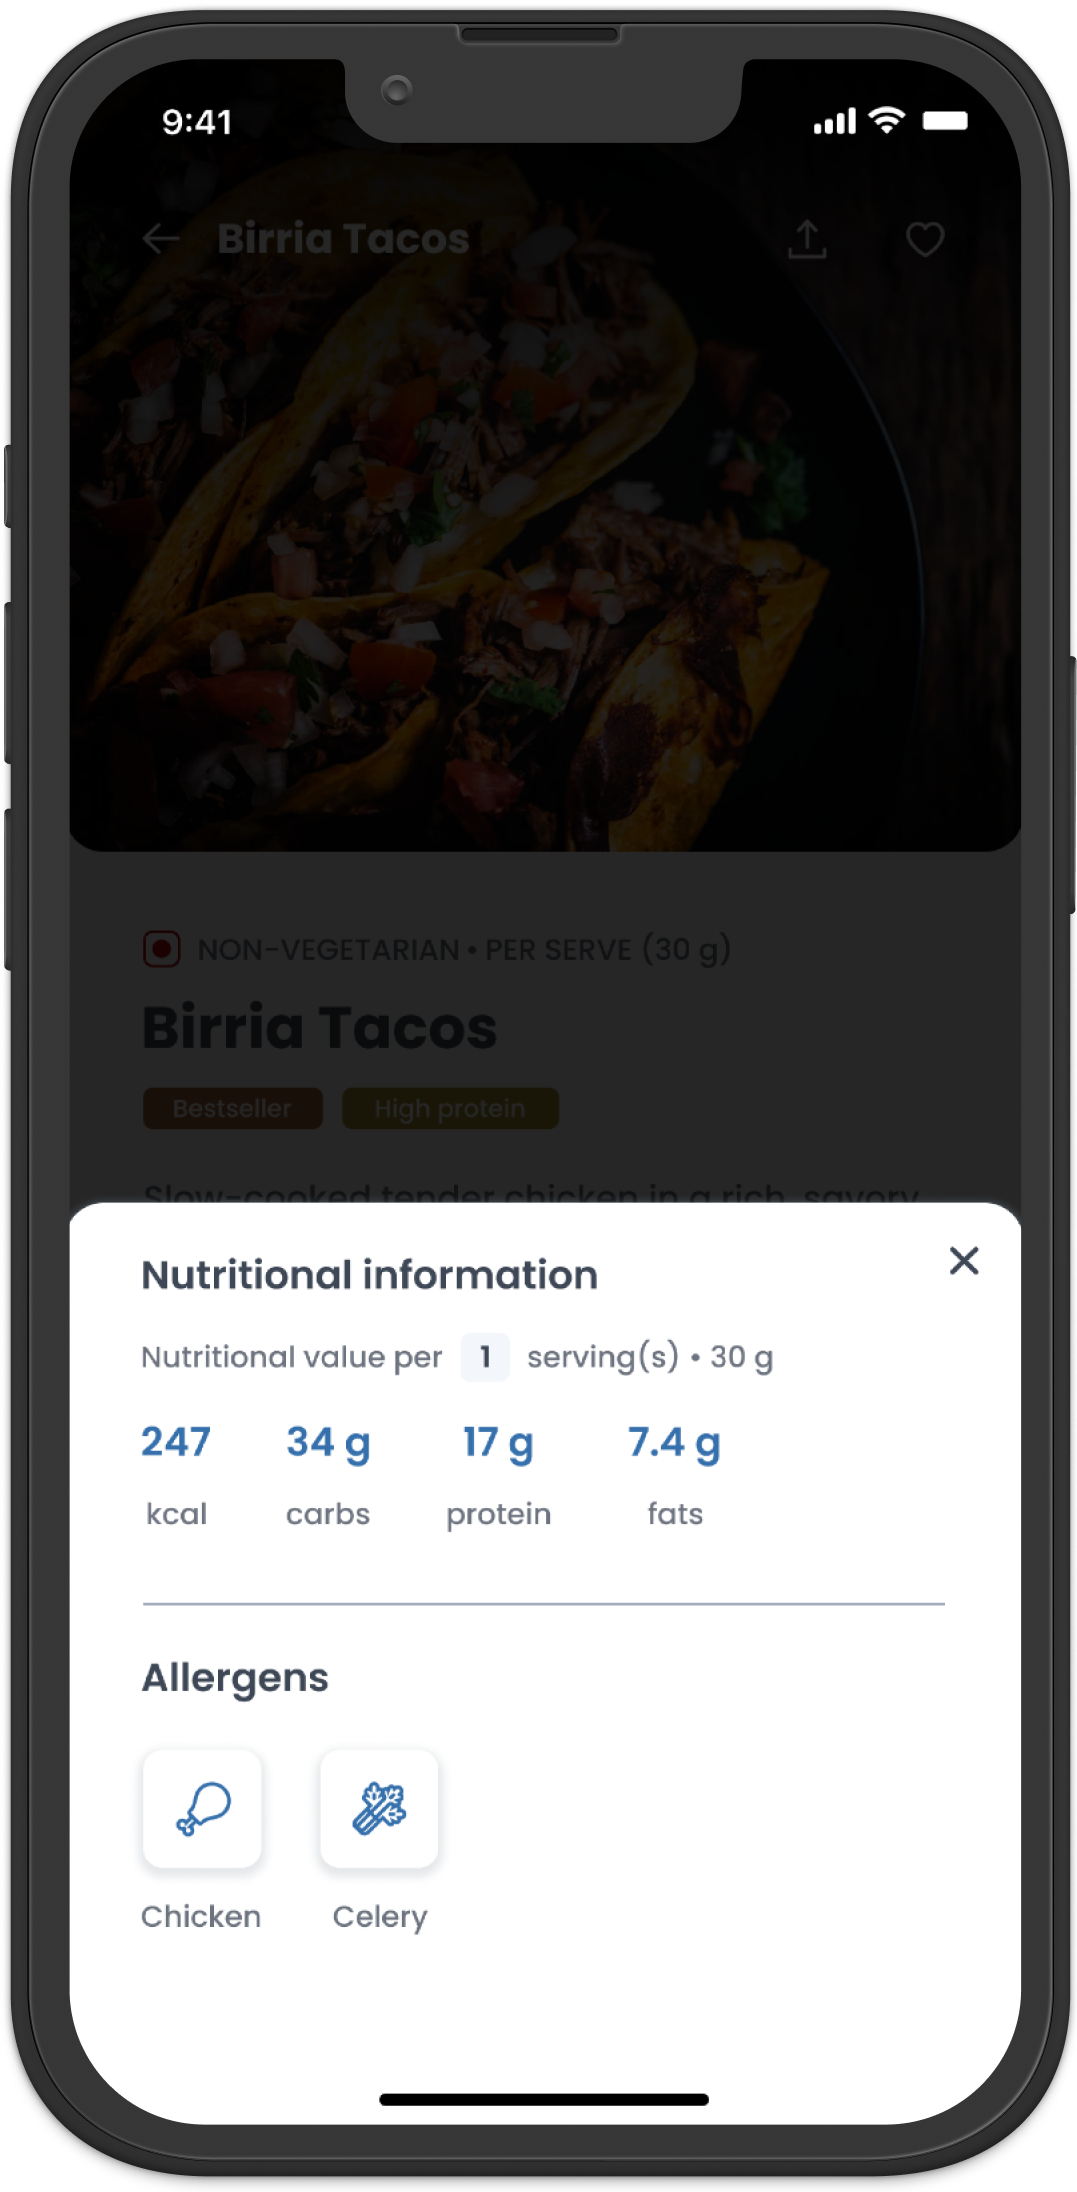 9:41
Birria Tacos
NON-VEGETARIAN • PER SERVE (30 g)
Birria Tacos
Bestseller High protein
Slow-cooked tender chicken in a rich, savory
Nutritional information
Nutritional value per 1 serving(s) • 30 g
247 34 g 17 g 7.4 g
kcal carbs protein fats
Allergens
Chicken Celery